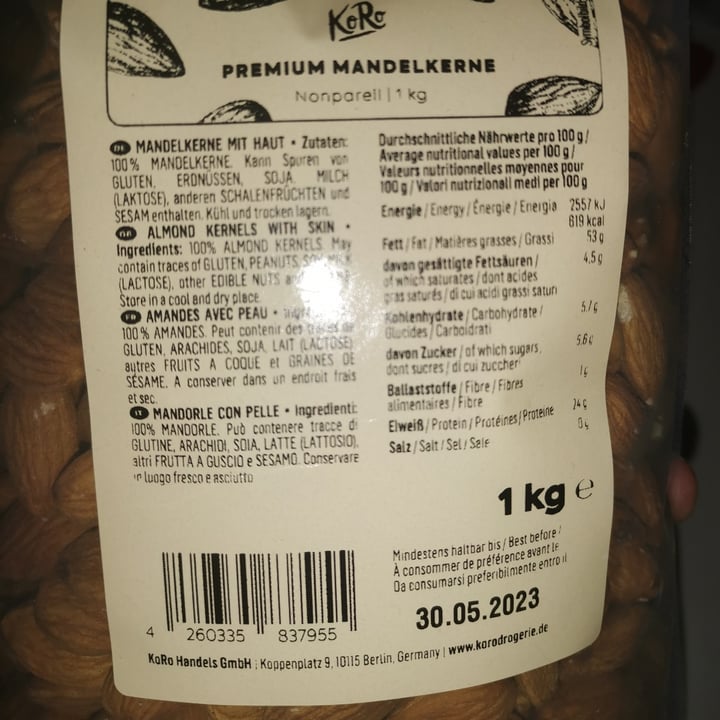 KoRo
PREMIUM MANDELKERNE
Nonpareil | 1 kg
DE MANDELKERNE MIT HAUT • Zutaten:
100% MANDELKERNE. Kann Spuren von
GLUTEN, ERDNÜSSEN, SOJA, MILCH
(LAKTOSE), anderen SCHALENFRÜCHTEN und
SESAM enthalten. Kühl und trocken lagern.
GB ALMOND KERNELS WITH SKIN •
Ingredients: 100% ALMOND KERNELS. May
contain traces of GLUTEN, PEANUTS,
(LACTOSE), other EDIBLE NUTS
Store in a cool and dry place.
FR AMANDES AVEC PEAU •
100% AMANDES. Peut contenir des
GLUTEN, ARACHIDES, SOJA, LAIT (LACTOSE)
autres FRUITS A COQUE et GRAINES DE
SÉSAME. A conserver dans un endroit frais
et sec.
IT MANDORLE CON PELLE • Ingredienti:
100% MANDORLE. Può contenere tracce di
GLUTINE, ARACHIDI, SOIA, LATTE (LATTOSIO),
altri FRUTTA A GUSCIO e SESAMO. Conservare
in luogo fresco e asciutto
Durchschnittliche Nährwerte pro 100 g /
Average nutritional values per 100 g /
Valeurs nutritionnelles moyennes pour
100 g / Valori nutrizionali medi per 100 g
Energie / Energy / Énergie / Energia 2557 kJ
619 kcal
Fett / Fat / Matières grasses / Grassi 53 g
davon gesättigte Fettsäuren / 4,5 g
of which saturates / dont acides
gras saturés / di cui acidi grassi saturi
Kohlenhydrate / Carbohydrate /
Glucides / Carboidrati
davon Zucker / of which sugars,
dont sucres / di cui zuccheri
Ballaststoffe / Fibre / Fibres
alimentaires / Fibre
Eiweiß / Protein / Protéines / Proteine 24 g
Salz / Salt / Sel / Sale
1 kg e
Mindestens haltbar bis / Best before /
À consommer de préférence avant le
Da consumarsi preferibilmente entro il
30.05.2023
4 260335 837955
KoRo Handels GmbH | Koppenplatz 9, 10115 Berlin, Germany | www.korodrogerie.de